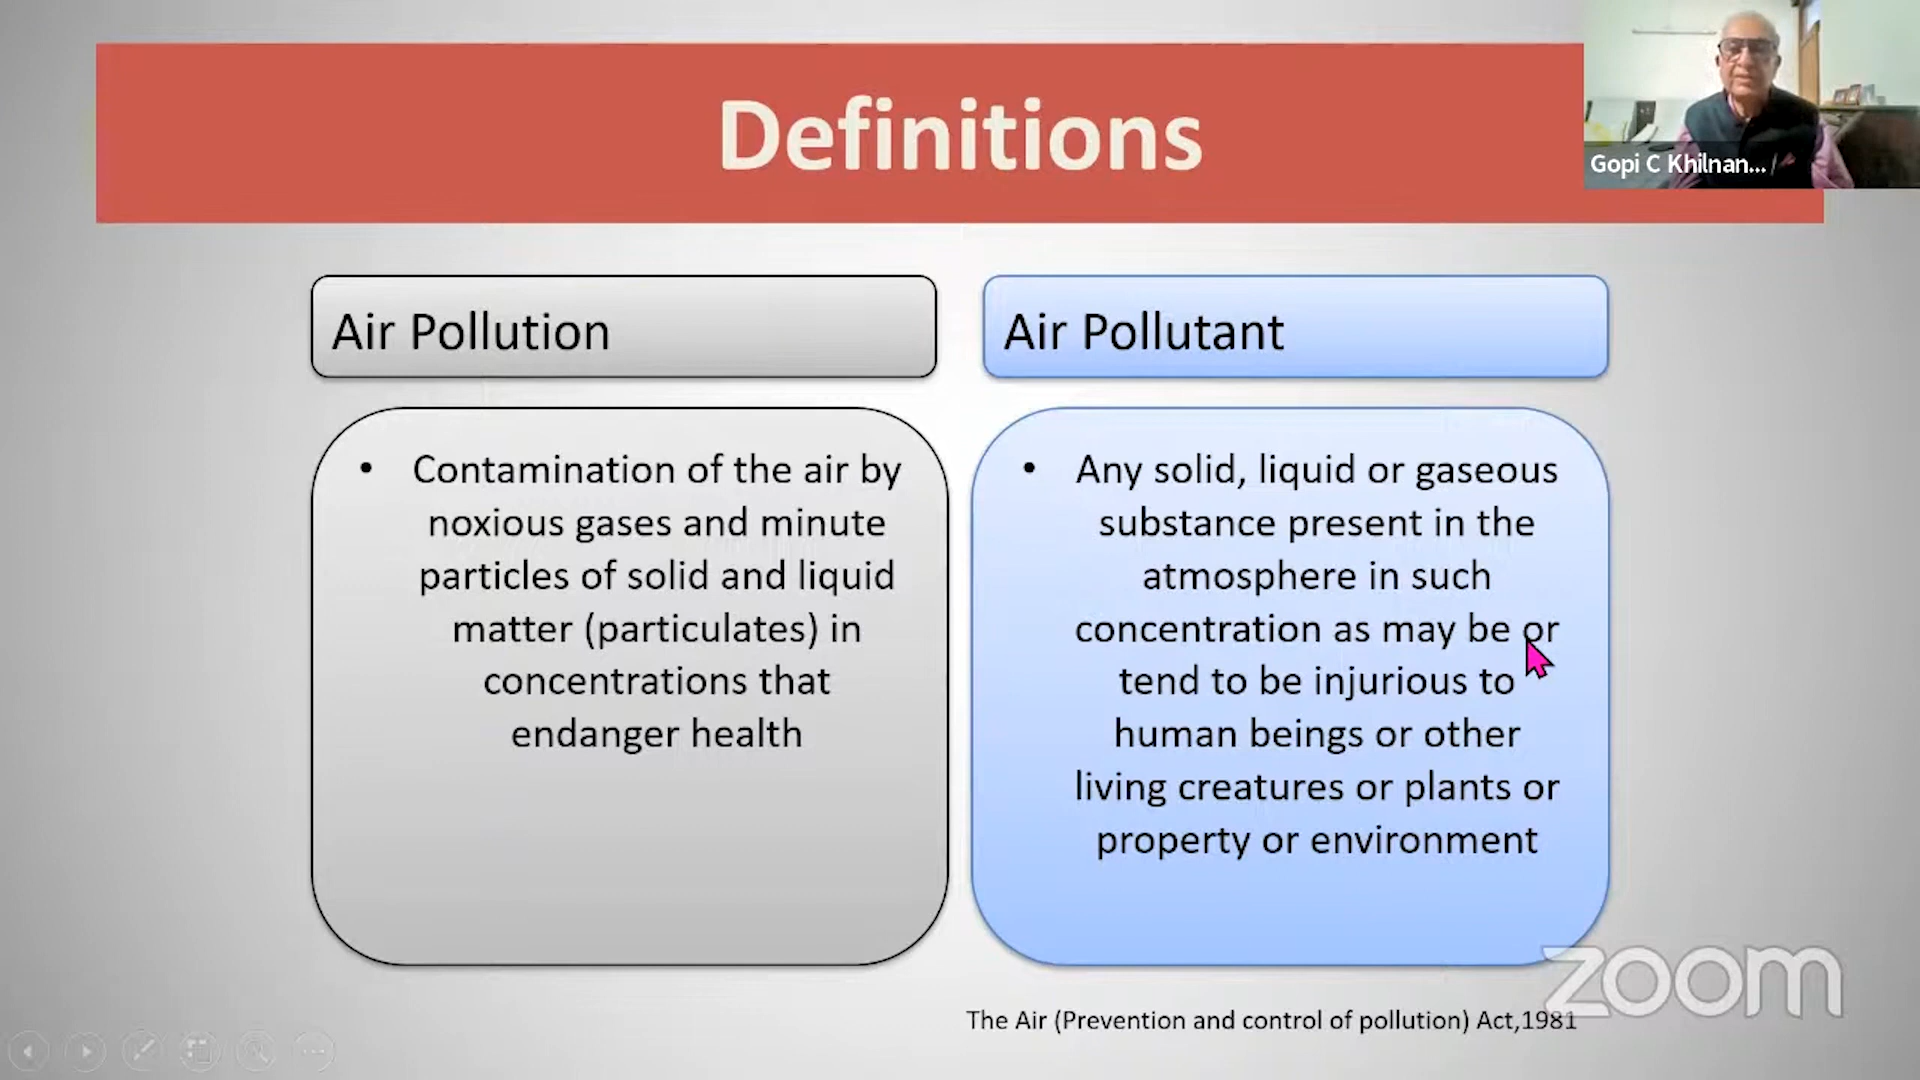 Definitions
Gopi C Khilnan...
Air Pollution
Air Pollutant
• Contamination of the air by
noxious gases and minute
particles of solid and liquid
matter (particulates) in
concentrations that
endanger health
• Any solid, liquid or gaseous
substance present in the
atmosphere in such
concentration as may be or
tend to be injurious to
human beings or other
living creatures or plants or
property or environment
zoom
The Air (Prevention and control of pollution) Act,1981